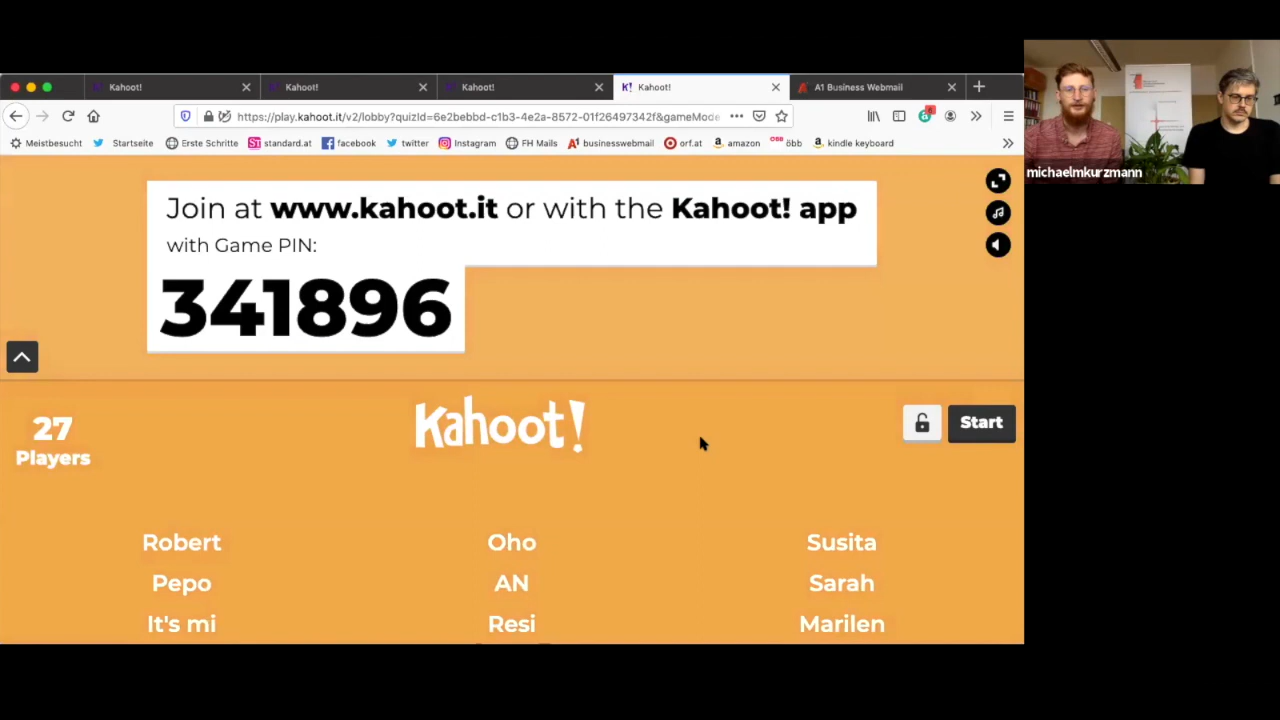 Kahoot!
Kahoot!
Kahoot!
K! Kahoot!
A1 Business Webmail
https://play.kahoot.it/v2/lobby?quizId=6e2bebbd-c1b3-4e2a-8572-01f26497342f&gameMode
Meistbesucht
Startseite
Erste Schritte
ST standard.at
facebook
twitter
Instagram
FH Mails
A1 businesswebmail
orf.at
amazon
ÖBB öbb
kindle keyboard
michaelmkurzmann
Join at www.kahoot.it or with the Kahoot! app
with Game PIN:
341896
27
Players
Kahoot!
Start
Robert
Oho
Susita
Pepo
AN
Sarah
It's mi
Resi
Marilen